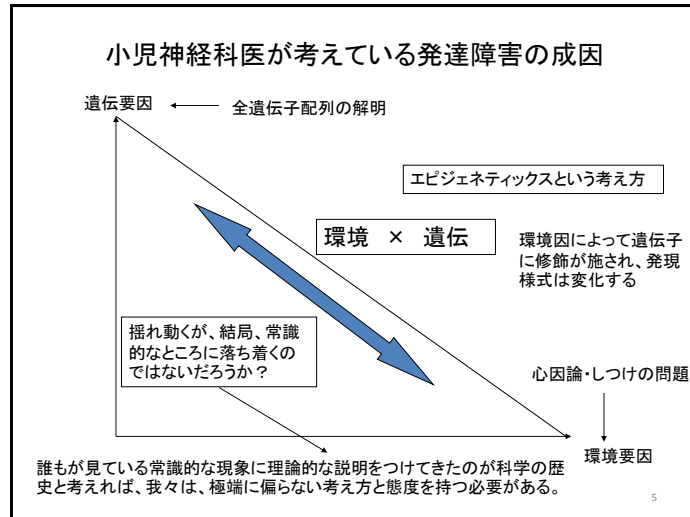 小児神経科医が考えている発達障害の成因
遺伝要因
全遺伝子配列の解明
エピジェネティックスという考え方
環境 × 遺伝
環境因によって遺伝子
に修飾が施され、発現
様式は変化する
揺れ動くが、結局、常識
的なところに落ち着くの
ではないだろうか?
心因論・しつけの問題
環境要因
誰もが見ている常識的な現象に理論的な説明をつけてきたのが科学の歴
史と考えれば、我々は、極端に偏らない考え方と態度を持つ必要がある。
5